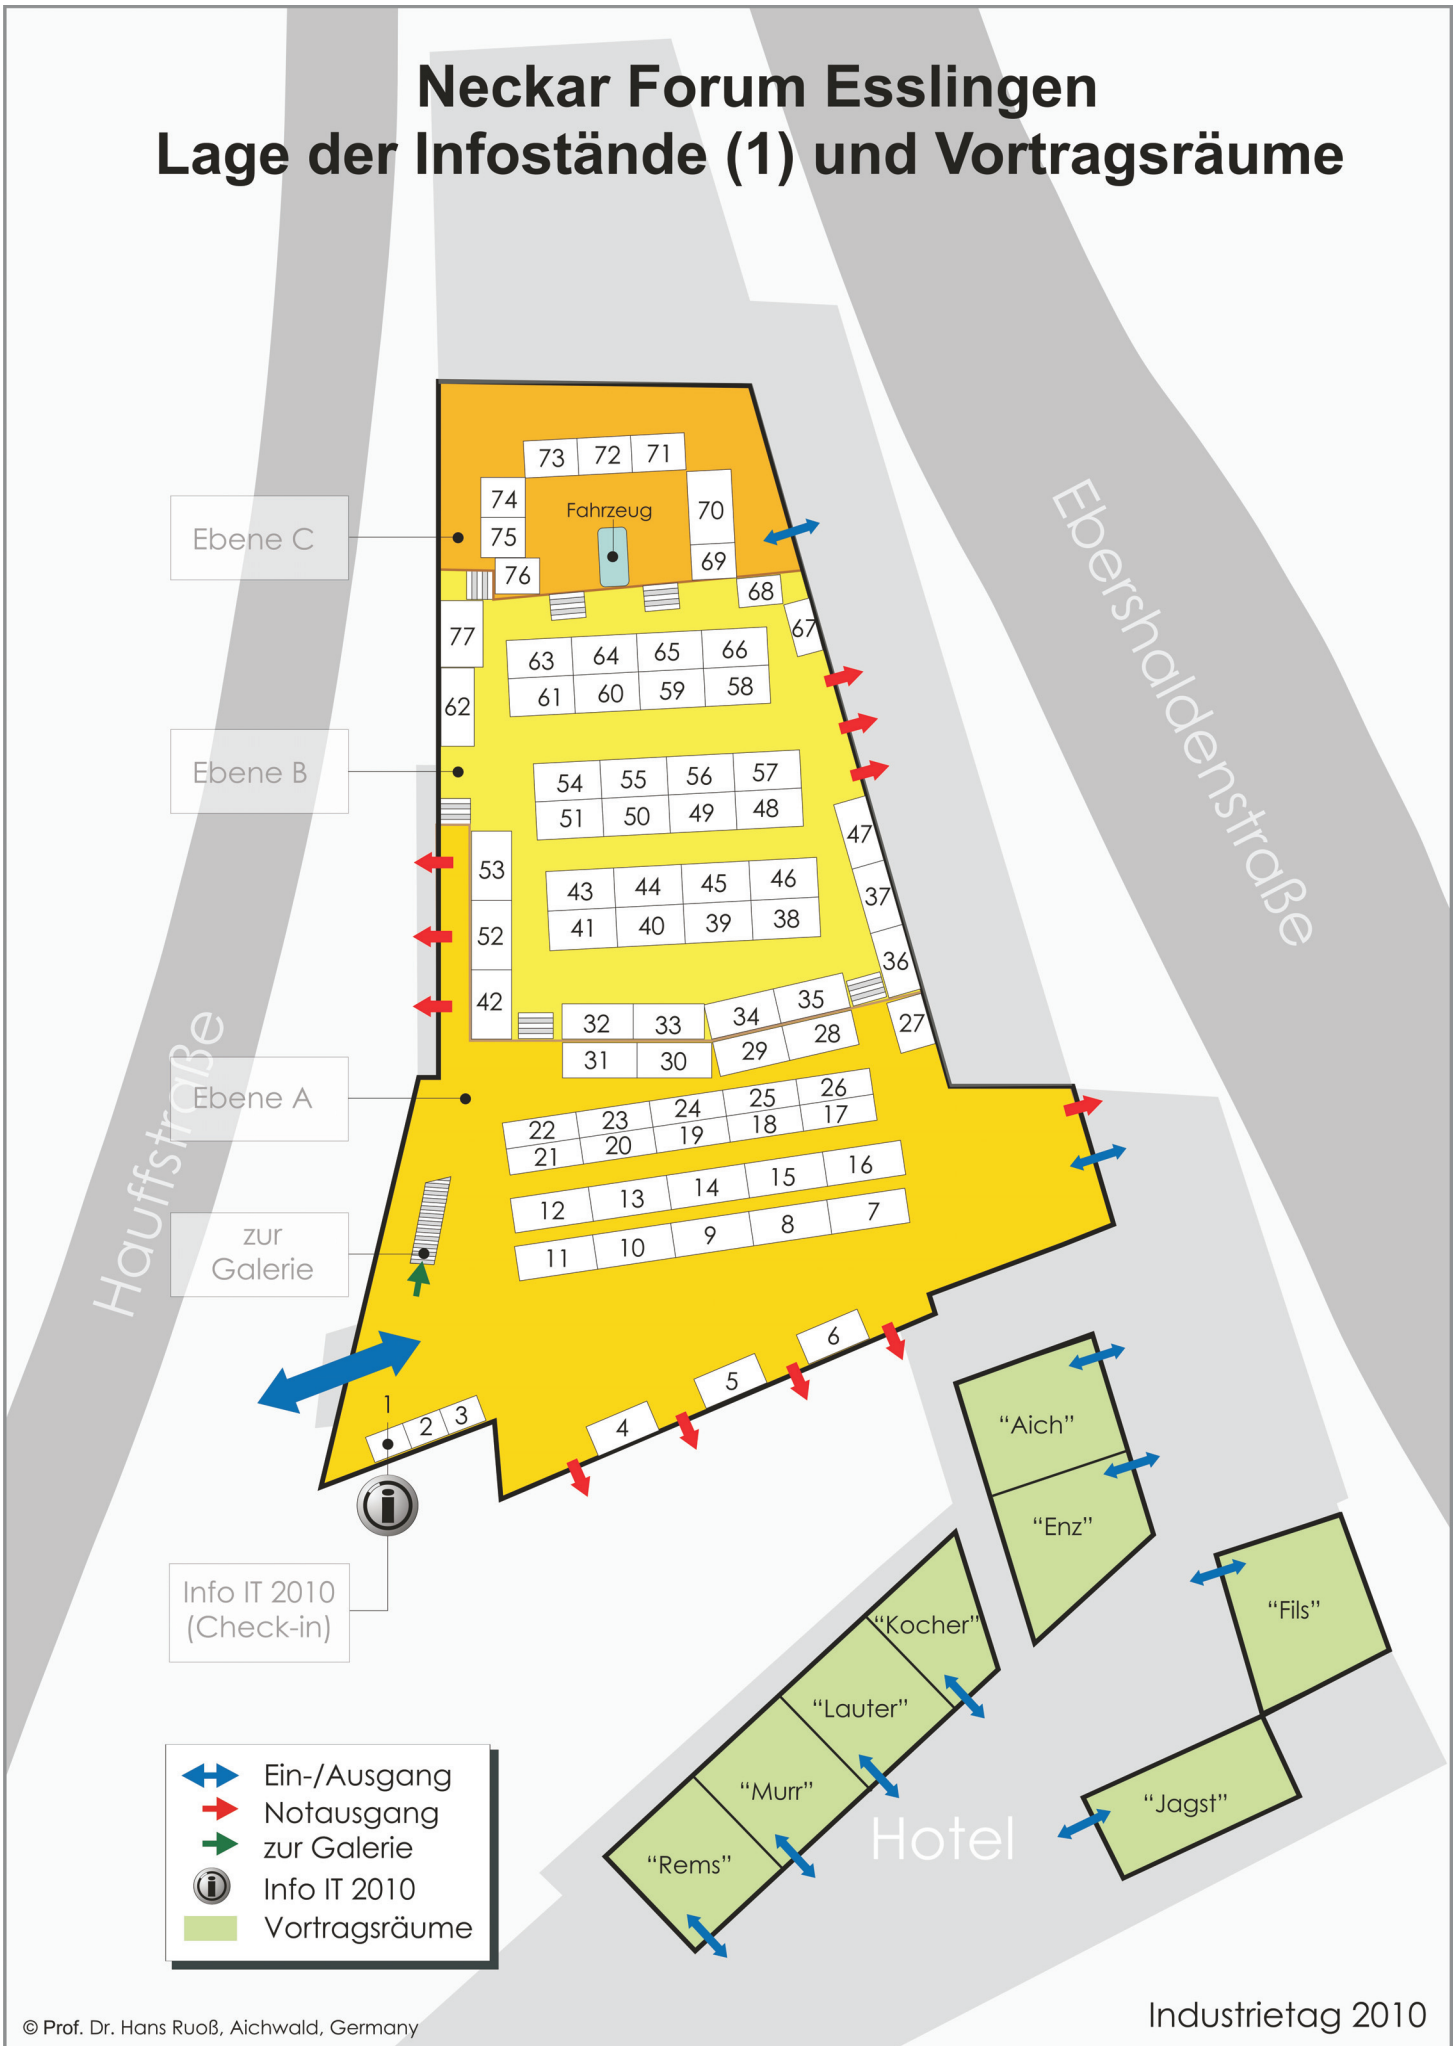 Neckar Forum Esslingen
Lage der Infostände (1) und Vortragsräume
73 72 71
74
75
76
Fahrzeug
70
69
68
67
Ebene C
77
62
63 64 65 66
61 60 59 58
Ebene B
54 55 56 57
51 50 49 48
47
37
36
53
52
42
43 44 45 46
41 40 39 38
32 33 34 35
31 30 29 28
27
Ebene A
22 23 24 25 26
21 20 19 18 17
12 13 14 15 16
11 10 9 8 7
zur
Galerie
6
5
4
1
2 3
Info IT 2010
(Check-in)
Hauffstraße
Ebershaldenstraße
“Aich”
“Enz”
“Fils”
“Kocher”
“Lauter”
“Murr”
“Rems”
“Jagst”
Hotel
Ein-/Ausgang
Notausgang
zur Galerie
Info IT 2010
Vortragsräume
© Prof. Dr. Hans Ruoß, Aichwald, Germany
Industrietag 2010